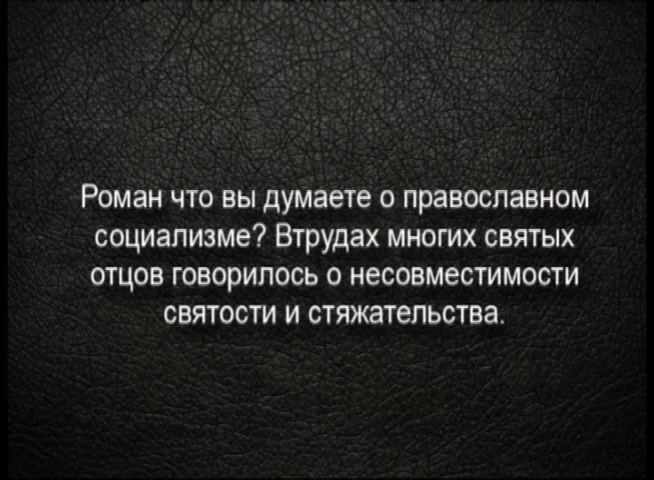 Роман что вы думаете о православном
социализме? Втрудах многих святых
отцов говорилось о несовместимости
святости и стяжательства.